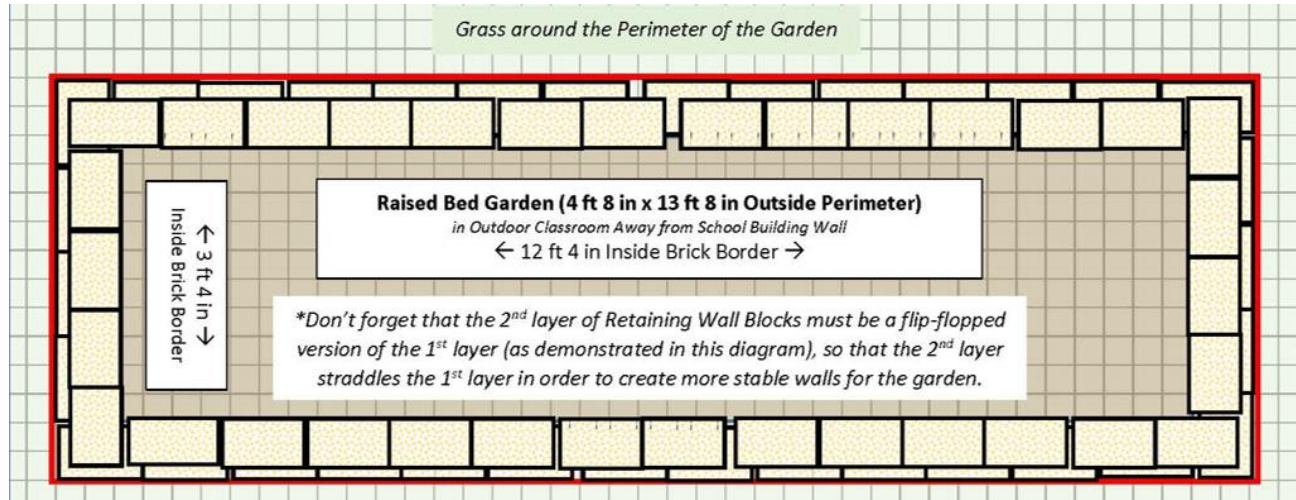 Grass around the Perimeter of the Garden
Raised Bed Garden (4 ft 8 in x 13 ft 8 in Outside Perimeter)
in Outdoor Classroom Away from School Building Wall
← 12 ft 4 in Inside Brick Border →
← 3 ft 4 in →
Inside Brick Border
*Don't forget that the 2nd layer of Retaining Wall Blocks must be a flip-flopped
version of the 1st layer (as demonstrated in this diagram), so that the 2nd layer
straddles the 1st layer in order to create more stable walls for the garden.